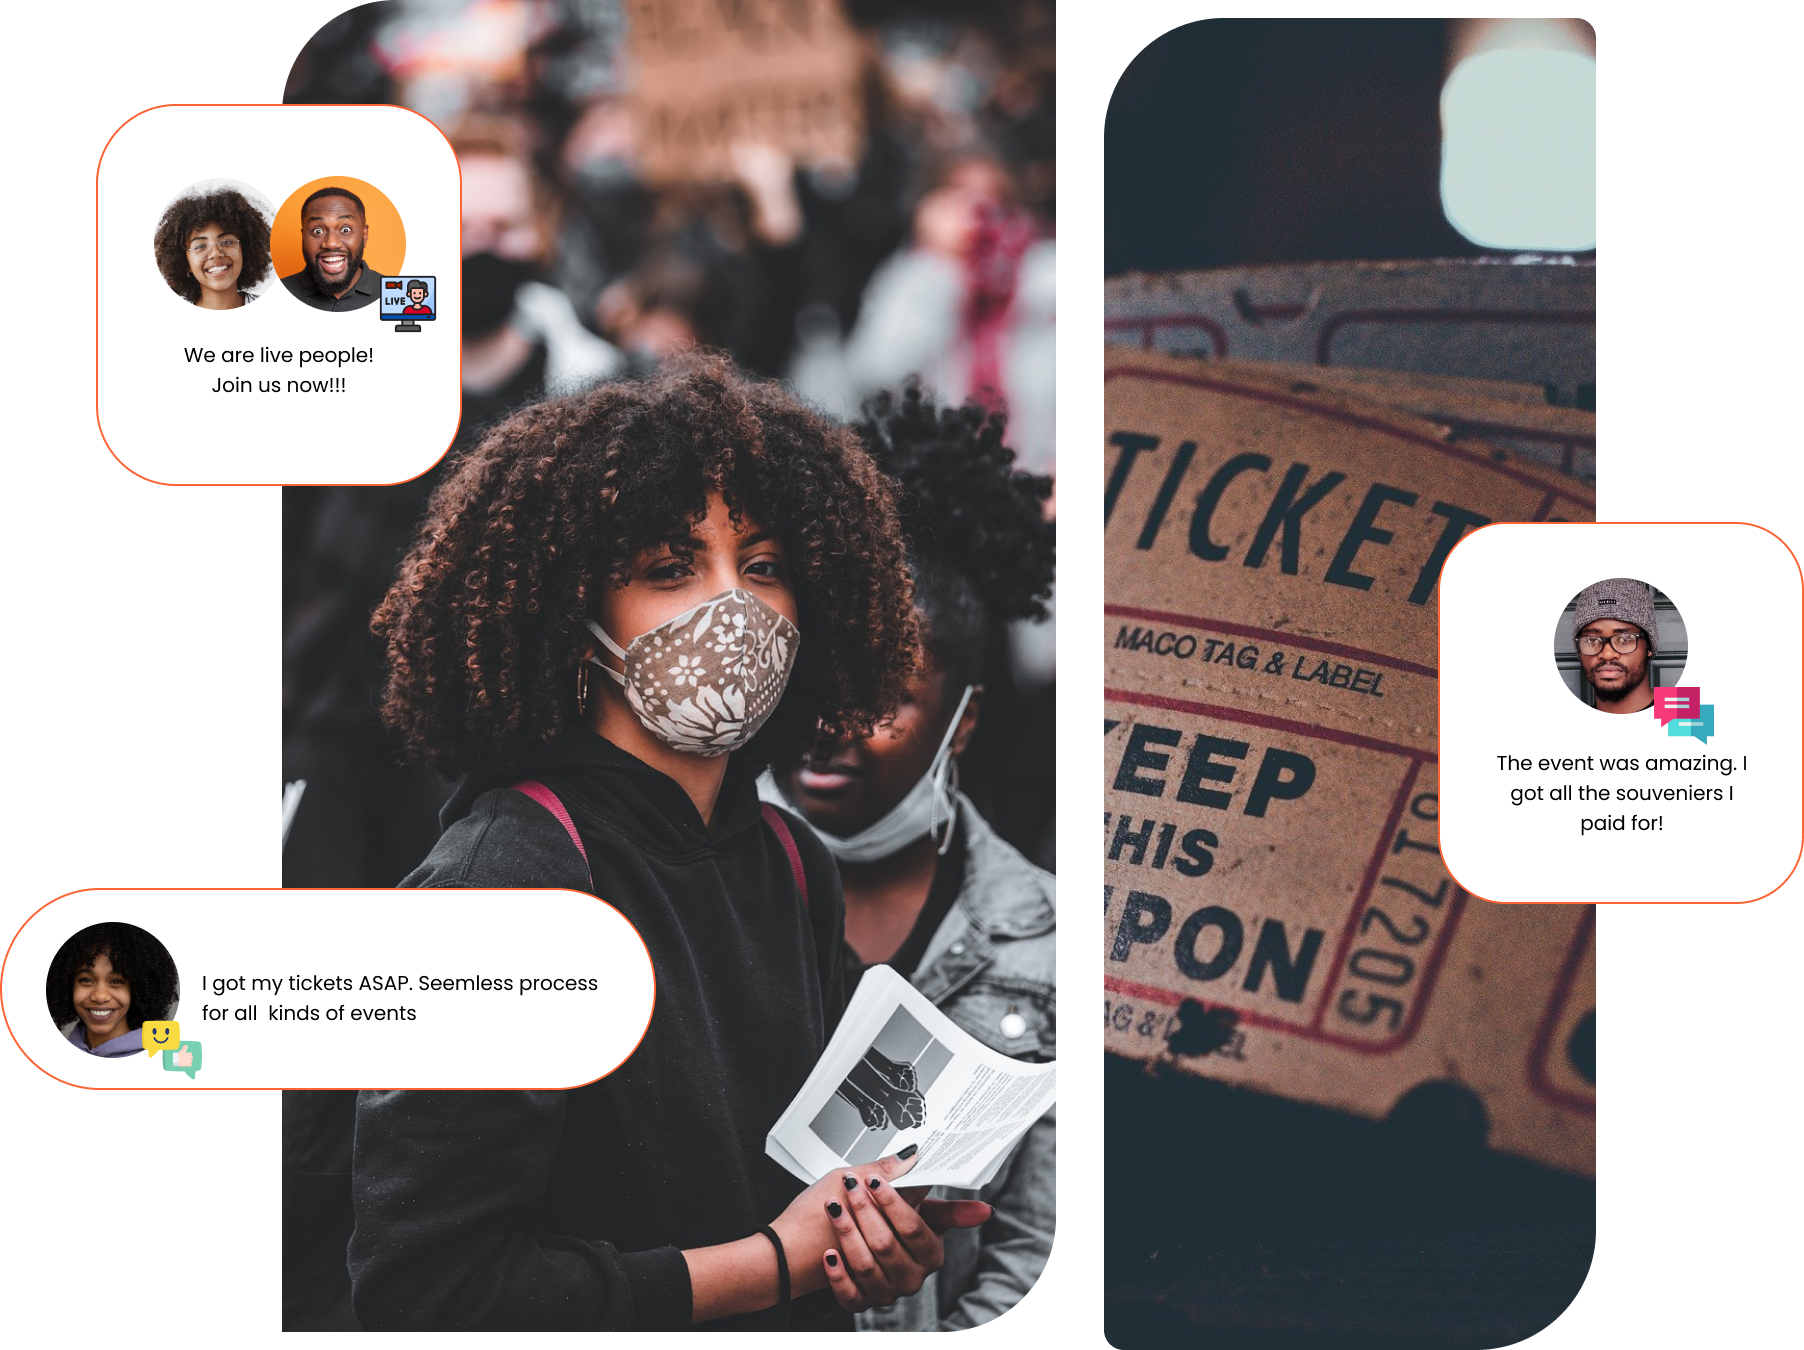 LIVE
We are live people!
Join us now!!!
TICKET
MACO TAG & LABEL
EEP
HIS
PON
617205
The event was amazing. I
got all the souveniers I
paid for!
I got my tickets ASAP. Seemless process
for all  kinds of events